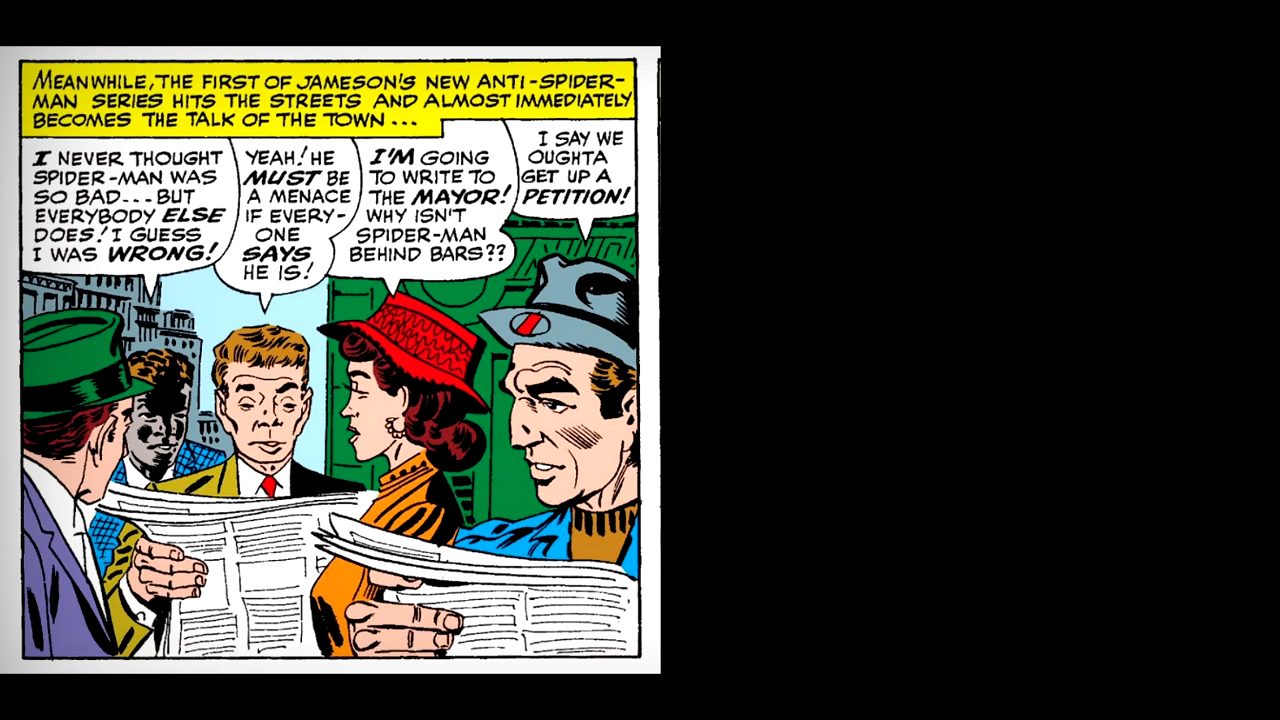 MEANWHILE, THE FIRST OF JAMESON'S NEW ANTI-SPIDER-
MAN SERIES HITS THE STREETS AND ALMOST IMMEDIATELY
BECOMES THE TALK OF THE TOWN...
I NEVER THOUGHT
SPIDER-MAN WAS
SO BAD...BUT
EVERYBODY ELSE
DOES! I GUESS
I WAS WRONG!
YEAH! HE
MUST BE
A MENACE
IF EVERY-
ONE
SAYS
HE IS!
I'M GOING
TO WRITE TO
THE MAYOR!
WHY ISN'T
SPIDER-MAN
BEHIND BARS??
I SAY WE
OUGHTA
GET UP A
PETITION!